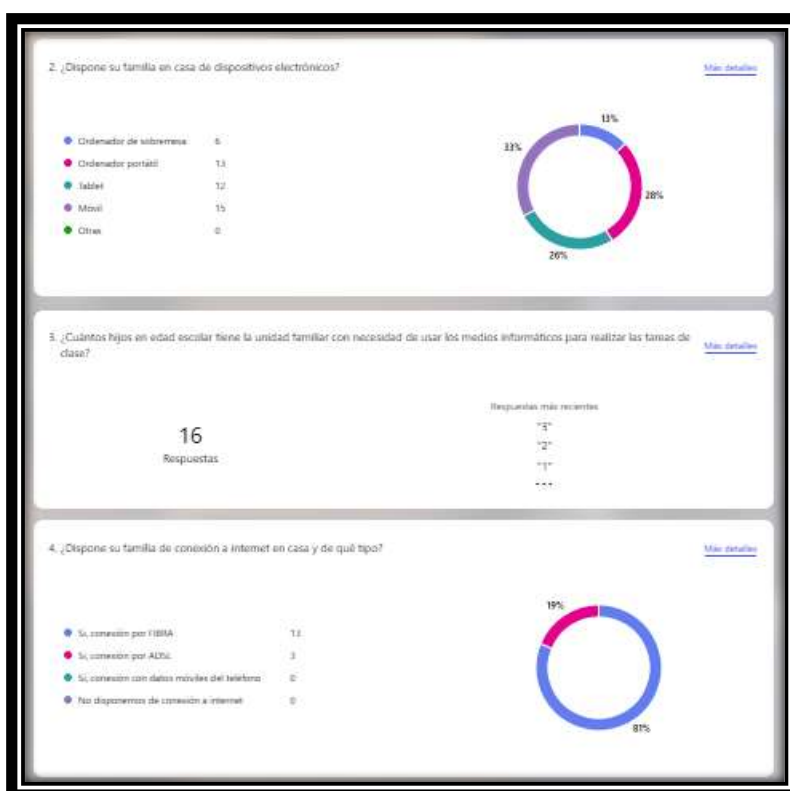 2. ¿Dispone su familia en casa de dispositivos electrónicos?
Más detalles
Ordenador de sobremesa 6
Ordenador portátil 13
Tablet 12
Móvil 15
Otras 0
13%
33%
28%
26%
3. ¿Cuántos hijos en edad escolar tiene la unidad familiar con necesidad de usar los medios informáticos para realizar las tareas de
clase?
Más detalles
16
Respuestas
Respuestas más recientes
"3"
"2"
"1"
4. ¿Dispone su familia de conexión a internet en casa y de qué tipo?
Más detalles
Si, conexión por FIBRA 13
Si, conexión por ADSL 3
Si, conexión con datos móviles del teléfono 0
No disponemos de conexión a internet 0
19%
81%